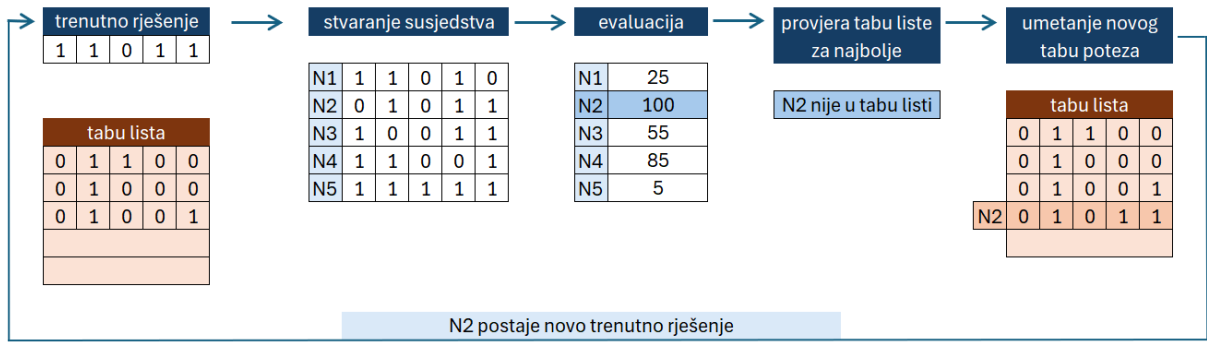 trenutno rješenje
1 1 0 1 1
tabu lista
0 1 1 0 0
0 1 0 0 0
0 1 0 0 1
stvaranje susjedstva
N1 1 1 0 1 0
N2 0 1 0 1 1
N3 1 0 0 1 1
N4 1 1 0 0 1
N5 1 1 1 1 1
evaluacija
N1 25
N2 100
N3 55
N4 85
N5 5
provjera tabu liste
za najbolje
N2 nije u tabu listi
umetanje novog
tabu poteza
tabu lista
0 1 1 0 0
0 1 0 0 0
0 1 0 0 1
N2 0 1 0 1 1
N2 postaje novo trenutno rješenje